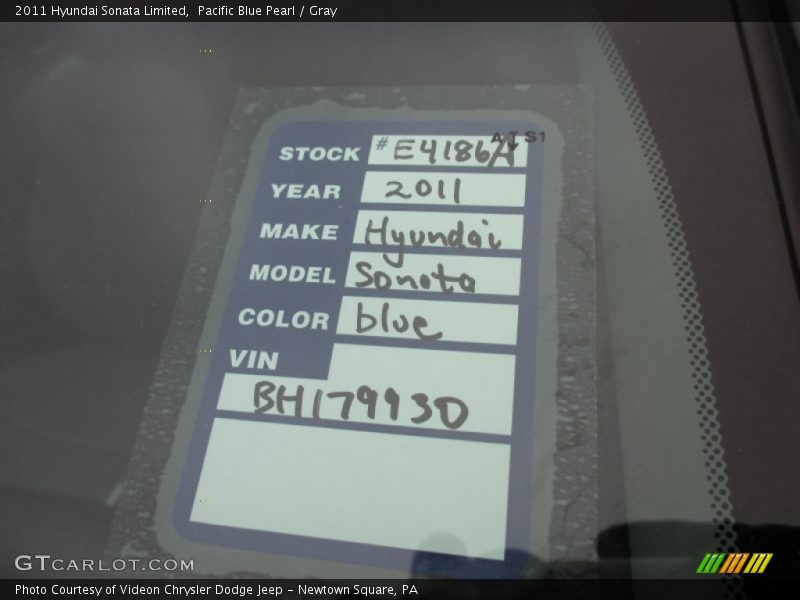 2011 Hyundai Sonata Limited, Pacific Blue Pearl / Gray
AIS1
STOCK # E4186A
YEAR 2011
MAKE Hyundai
MODEL Sonata
COLOR blue
VIN
BH179930
GTCARLOT.COM
Photo Courtesy of Videon Chrysler Dodge Jeep - Newtown Square, PA